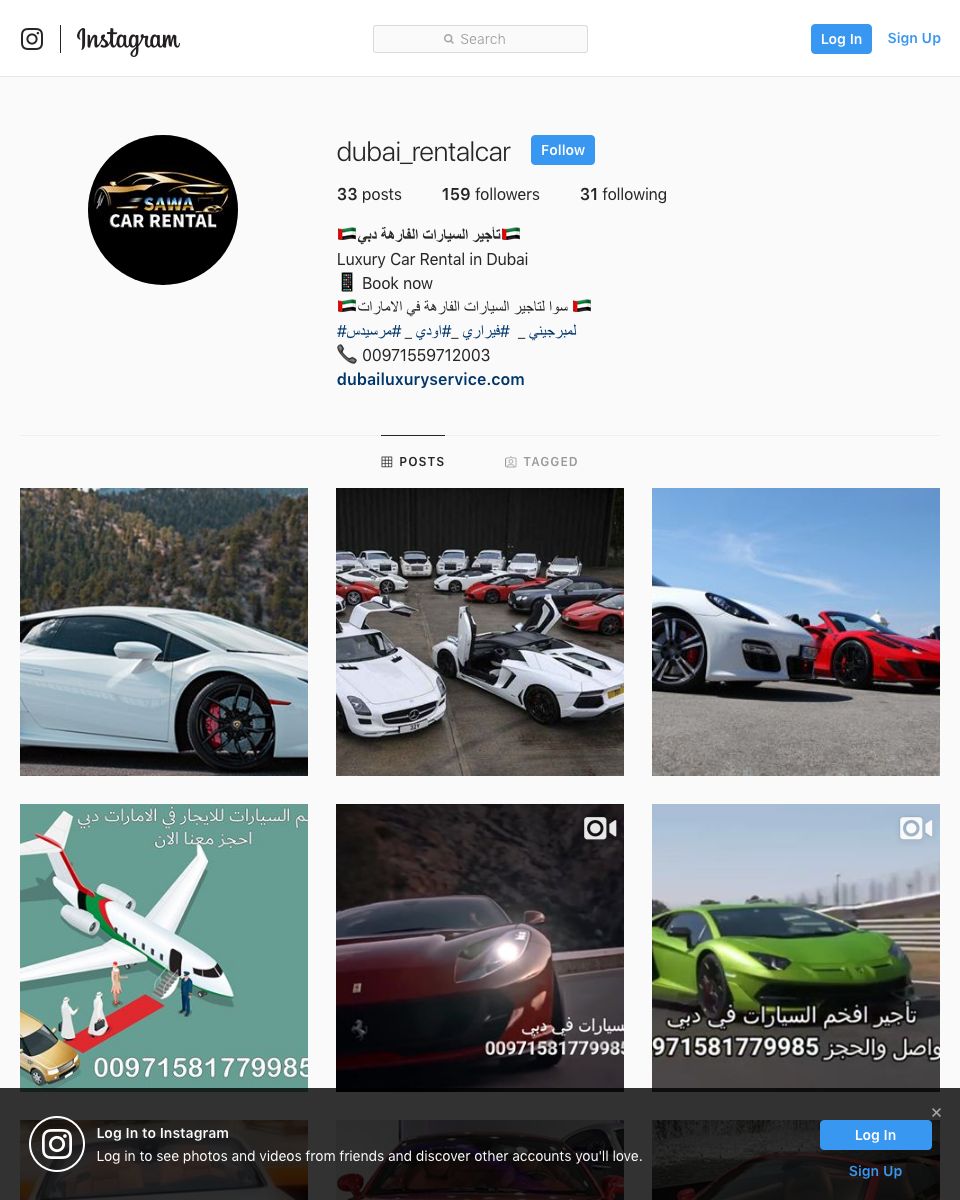 Instagram
Search
Log In
Sign Up
SAWA
CAR RENTAL
dubai_rentalcar
Follow
33 posts
159 followers
31 following
🇦🇪تأجير السيارات الفارهة دبي🇦🇪
Luxury Car Rental in Dubai
📱 Book now
🇦🇪 سوا لتاجير السيارات الفارهة في الامارات🇦🇪
#لمبرجيني _ #فيراري _#اودي _ #مرسيدس
📞 00971559712003
dubailuxuryservice.com
POSTS
TAGGED
السيارات للايجار في الامارات دبي
احجز معنا الان
00971581779985
في دبي
00971581779985
تأجير افخم السيارات في دبي
والحجز 971581779985
Log In to Instagram
Log in to see photos and videos from friends and discover other accounts you'll love.
Log In
Sign Up